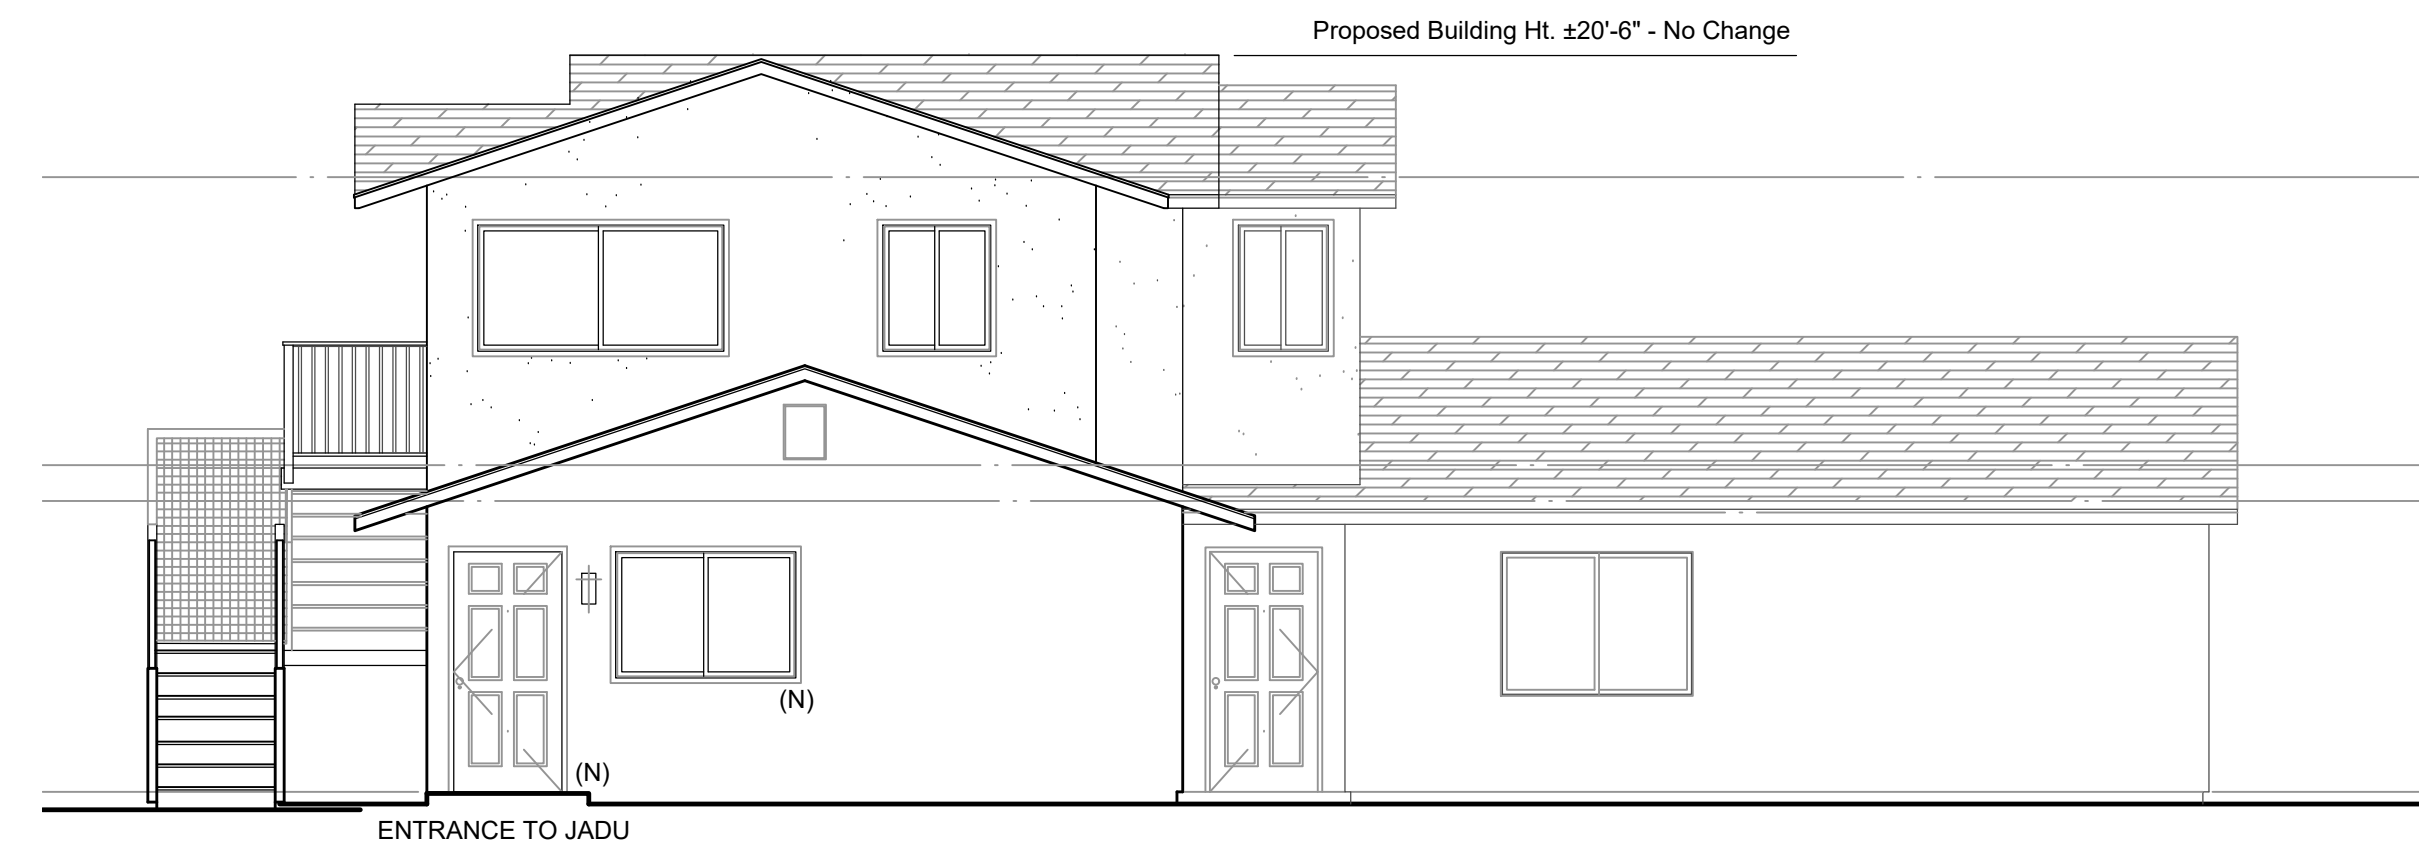 Proposed Building Ht. ±20'-6" - No Change
(N)
(N)
ENTRANCE TO JADU